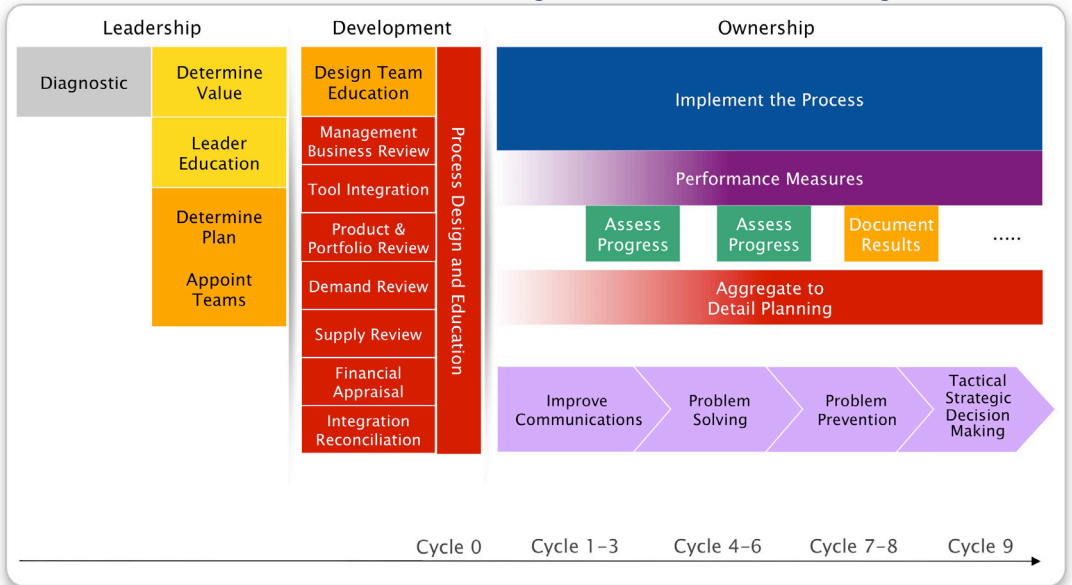 Leadership
Development
Ownership
Diagnostic
Determine
Value
Leader
Education
Determine
Plan
Appoint
Teams
Design Team
Education
Management
Business Review
Tool Integration
Product &
Portfolio Review
Demand Review
Supply Review
Financial
Appraisal
Integration
Reconciliation
Process Design and Education
Implement the Process
Performance Measures
Assess
Progress
Assess
Progress
Document
Results
.....
Aggregate to
Detail Planning
Improve
Communications
Problem
Solving
Problem
Prevention
Tactical
Strategic
Decision
Making
Cycle 0
Cycle 1-3
Cycle 4-6
Cycle 7-8
Cycle 9